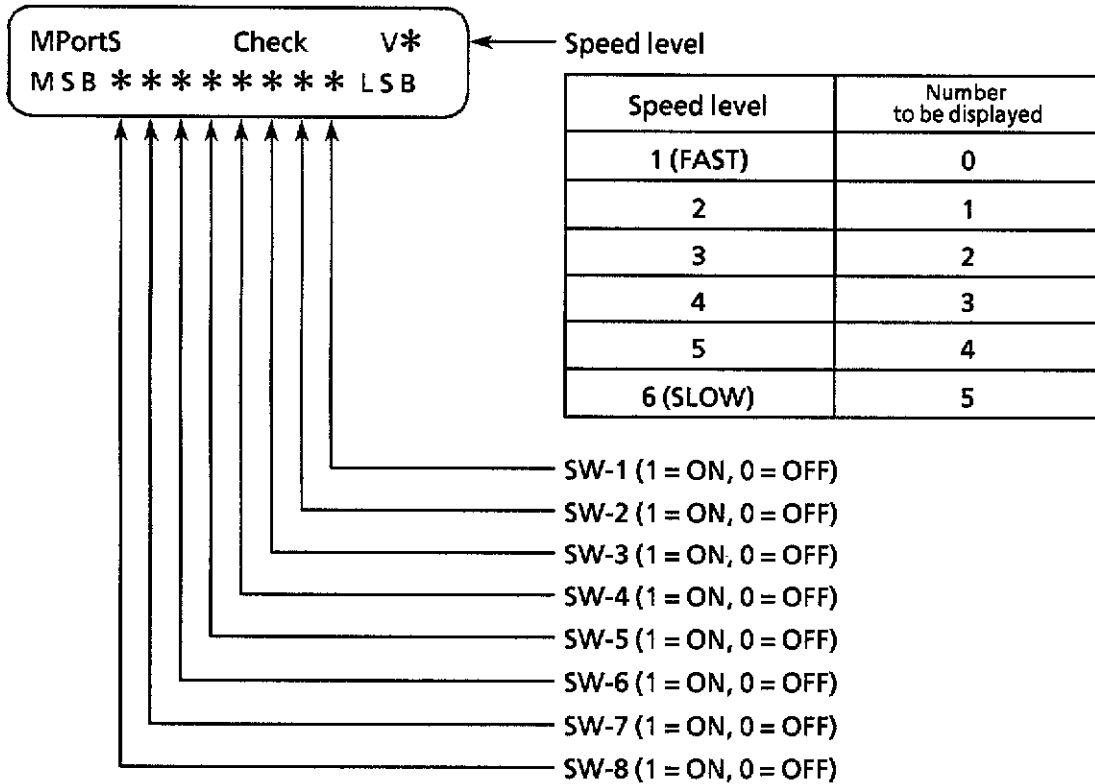 MPortS Check V*
MSB ******** LSB
Speed level
Speed level Number to be displayed
1 (FAST) 0
2 1
3 2
4 3
5 4
6 (SLOW) 5
SW-1 (1 = ON, 0 = OFF)
SW-2 (1 = ON, 0 = OFF)
SW-3 (1 = ON, 0 = OFF)
SW-4 (1 = ON, 0 = OFF)
SW-5 (1 = ON, 0 = OFF)
SW-6 (1 = ON, 0 = OFF)
SW-7 (1 = ON, 0 = OFF)
SW-8 (1 = ON, 0 = OFF)